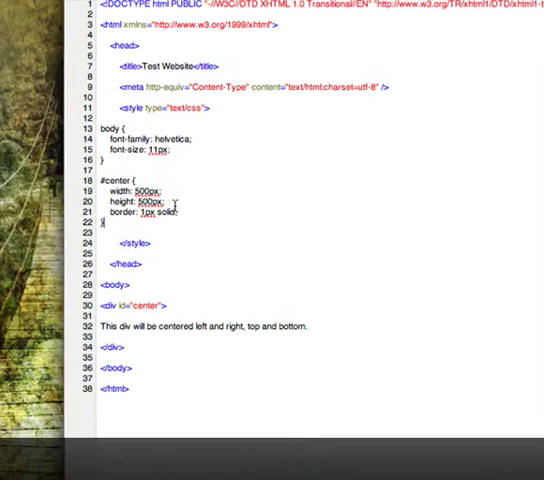 1 <!DOCTYPE html PUBLIC "-//W3C//DTD XHTML 1.0 Transitional//EN" "http://www.w3.org/TR/xhtml1/DTD/xhtml1-t
2
3 <html xmlns="http://www.w3.org/1999/xhtml">
4
5 <head>
6
7 <title>Test Website</title>
8
9 <meta http-equiv="Content-Type" content="text/html;charset=utf-8" />
10
11 <style type="text/css">
12
13 body {
14 font-family: helvetica;
15 font-size: 11px;
16 }
17
18 #center {
19 width: 500px;
20 height: 500px;
21 border: 1px solid;
22 }
23
24 </style>
25
26 </head>
27
28 <body>
29
30 <div id="center">
31
32 This div will be centered left and right, top and bottom.
33
34 </div>
35
36 </body>
37
38 </html>